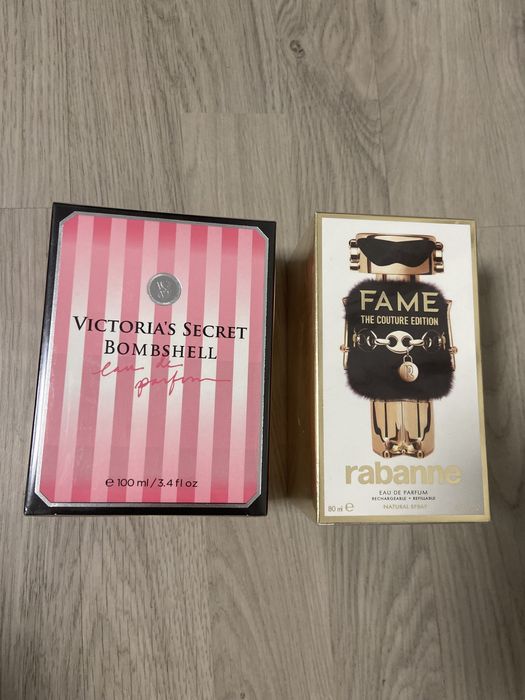 VICTORIA'S SECRET
BOMBSHELL
eau de
parfum
℮ 100 ml / 3.4 fl oz
FAME
THE COUTURE EDITION
R
rabanne
EAU DE PARFUM
RECHARGEABLE • REFILLABLE
80 ml ℮
NATURAL SPRAY